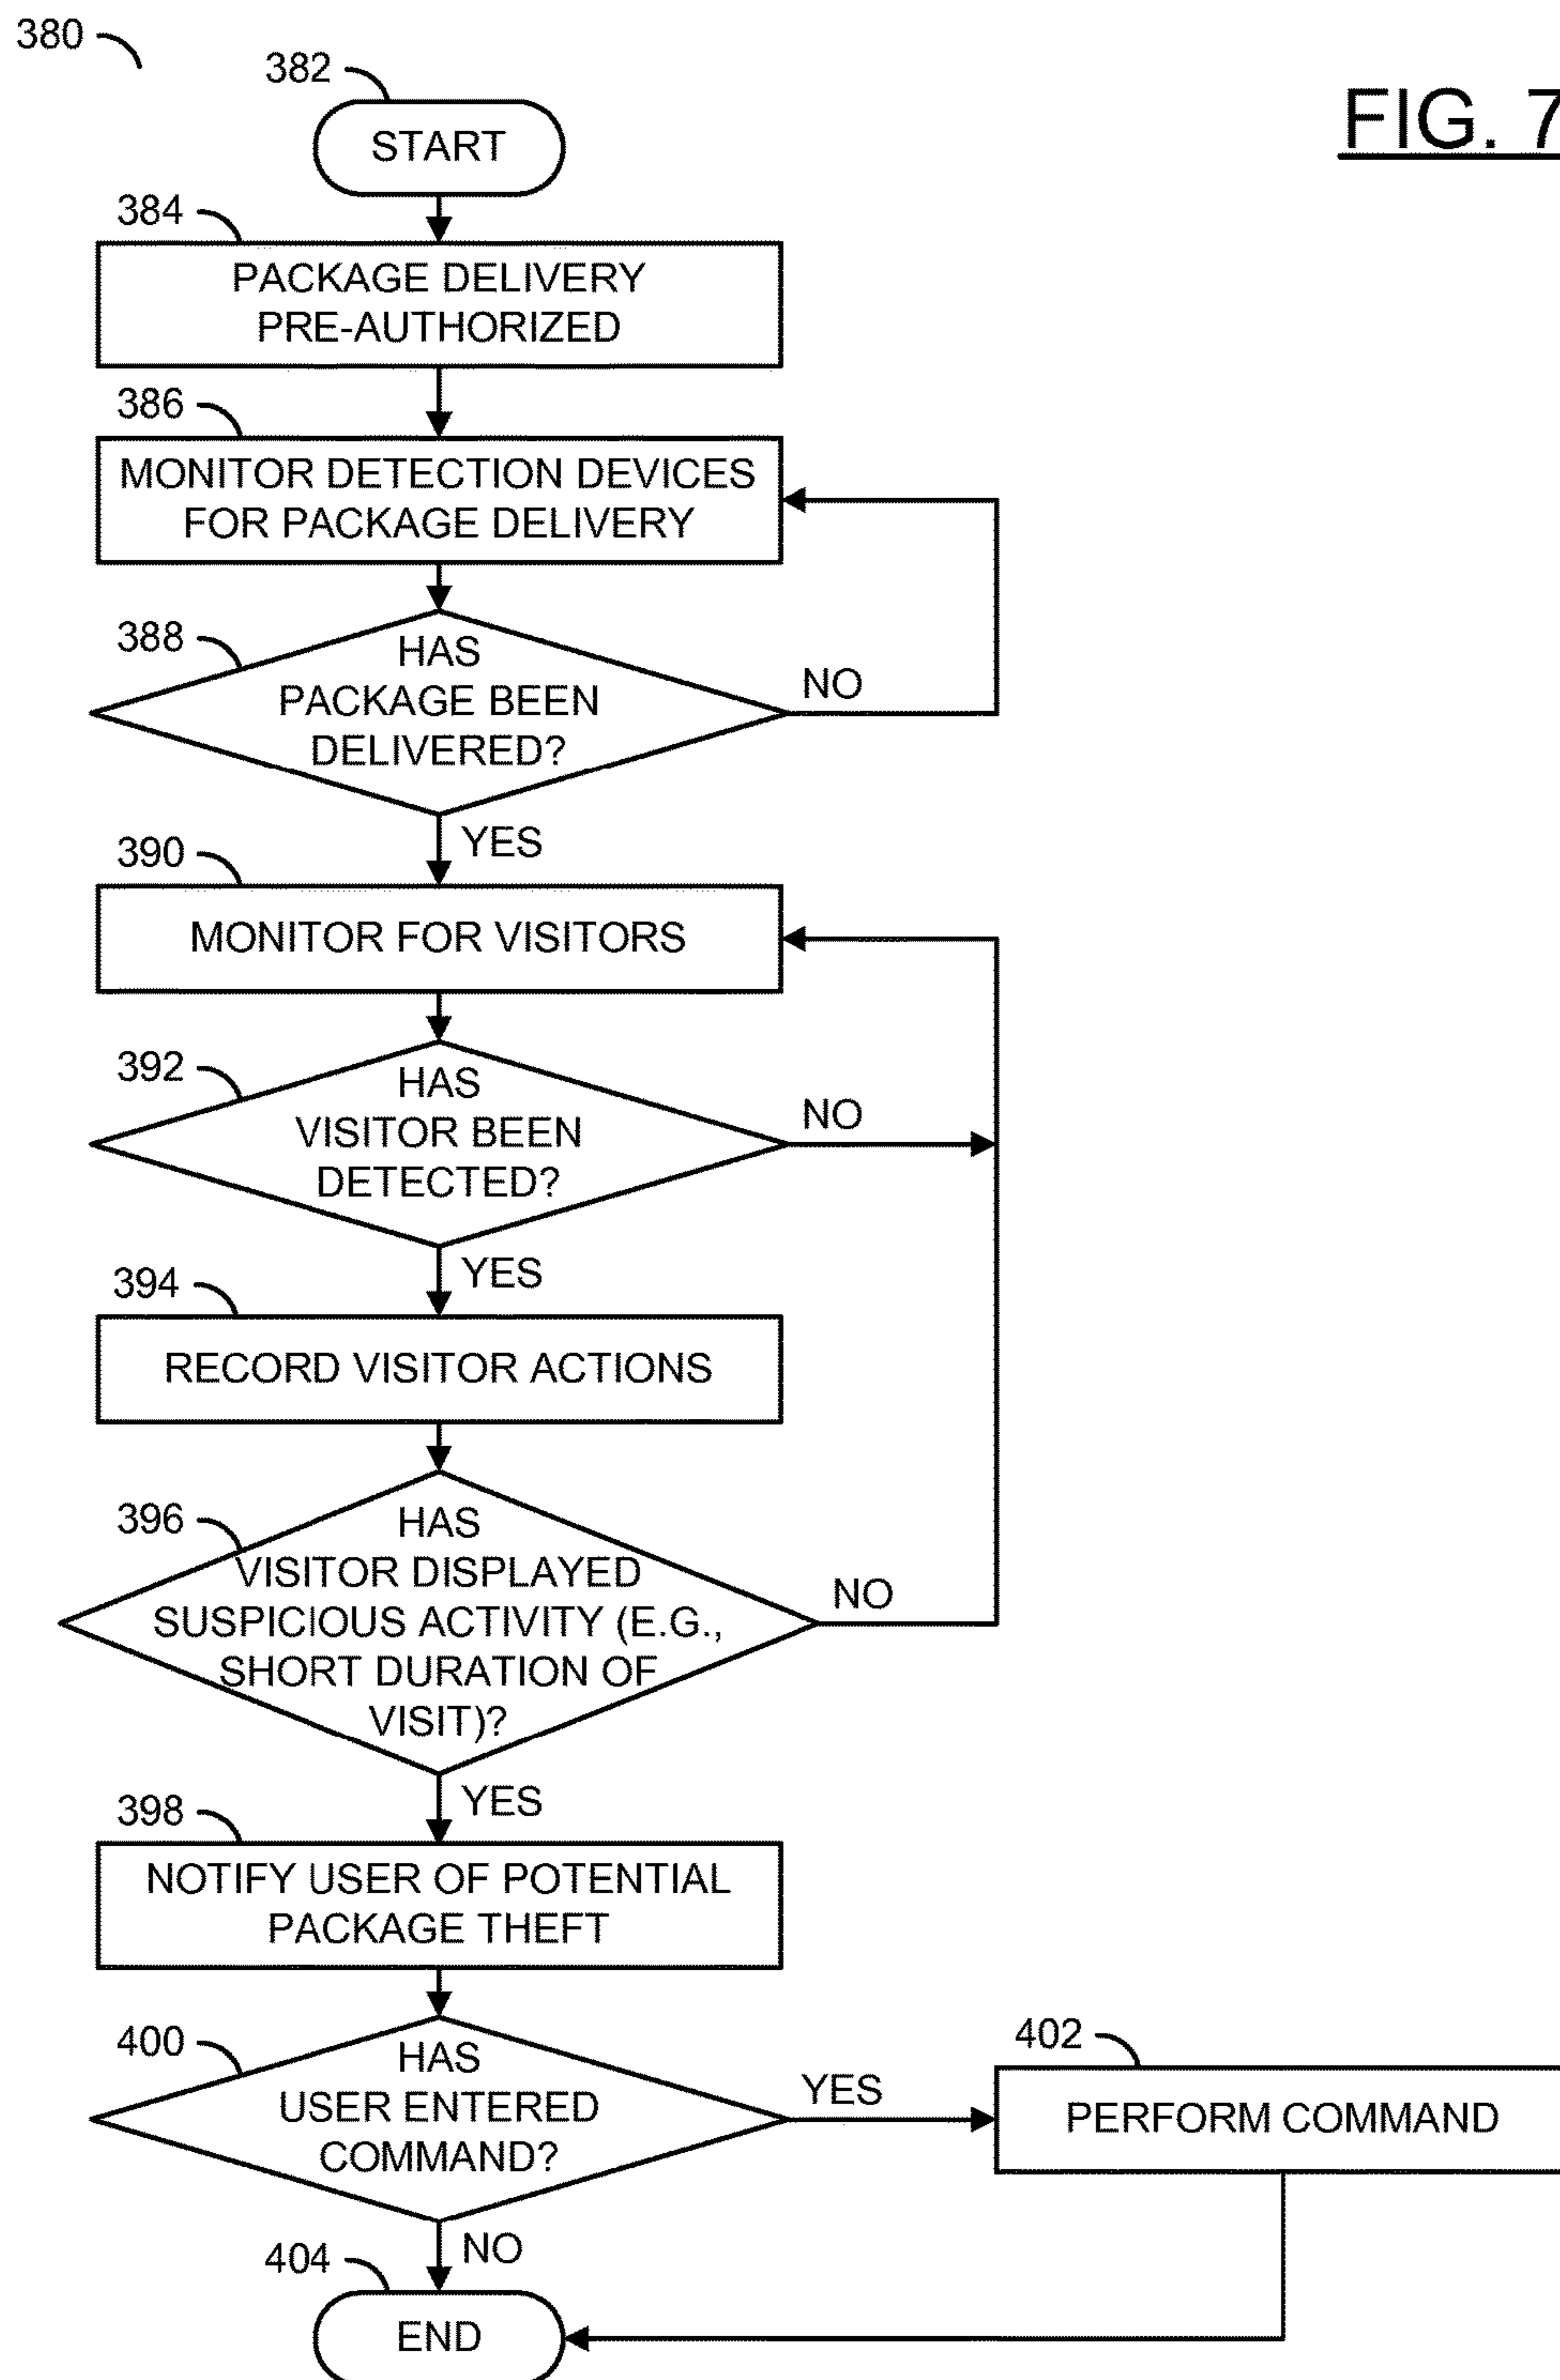 380
382
FIG. 7
START
384
PACKAGE DELIVERY
PRE-AUTHORIZED
386
MONITOR DETECTION DEVICES
FOR PACKAGE DELIVERY
388
HAS
PACKAGE BEEN
DELIVERED?
NO
YES
390
MONITOR FOR VISITORS
392
HAS
VISITOR BEEN
DETECTED?
NO
YES
394
RECORD VISITOR ACTIONS
396
HAS
VISITOR DISPLAYED
SUSPICIOUS ACTIVITY (E.G.,
SHORT DURATION OF
VISIT)?
NO
YES
398
NOTIFY USER OF POTENTIAL
PACKAGE THEFT
400
HAS
USER ENTERED
COMMAND?
YES
402
PERFORM COMMAND
NO
404
END